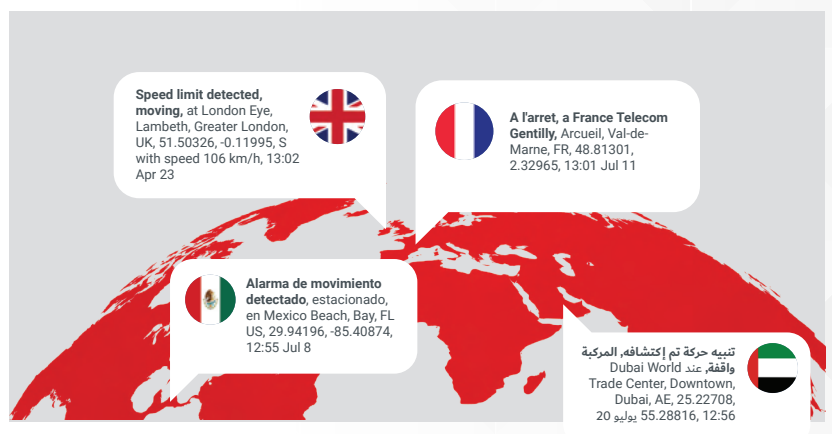 Speed limit detected,
moving, at London Eye,
Lambeth, Greater London,
UK, 51.50326, -0.11995, S
with speed 106 km/h, 13:02
Apr 23
A l'arret, a France Telecom
Gentilly, Arcueil, Val-de-
Marne, FR, 48.81301,
2.32965, 13:01 Jul 11
Alarma de movimiento
detectado, estacionado,
en Mexico Beach, Bay, FL
US, 29.94196, -85.40874,
12:55 Jul 8
تنبيه حركة تم إكتشافه, المركبة
واقفة, عند Dubai World
Trade Center, Downtown,
Dubai, AE, 25.22708,
55.28816, 12:56 يوليو 20